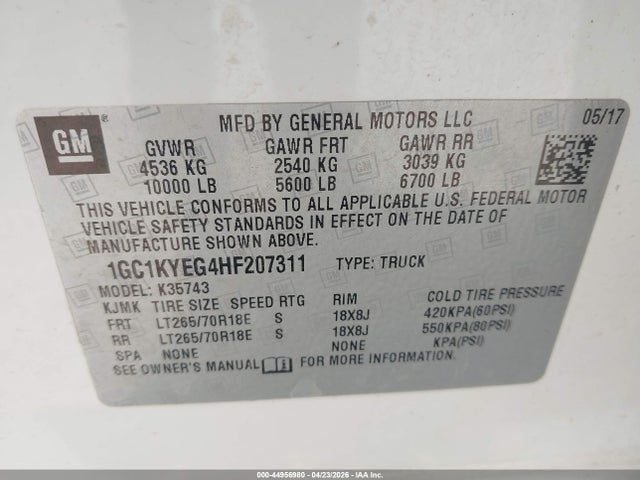 GM ® MFD BY GENERAL MOTORS LLC 05/17
GVWR GAWR FRT GAWR RR
4536 KG 2540 KG 3039 KG
10000 LB 5600 LB 6700 LB
THIS VEHICLE CONFORMS TO ALL APPLICABLE U.S. FEDERAL MOTOR
VEHICLE SAFETY STANDARDS IN EFFECT ON THE DATE OF
MANUFACTURE SHOWN ABOVE.
1GC1KYEG4HF207311 TYPE: TRUCK
MODEL: K35743
KJMK TIRE SIZE SPEED RTG RIM COLD TIRE PRESSURE
FRT LT265/70R18E S 18X8J 420KPA(60PSI)
RR LT265/70R18E S 18X8J 550KPA(80PSI)
SPA NONE NONE KPA(PSI)
SEE OWNER'S MANUAL FOR MORE INFORMATION.
000-44956980 - 04/23/2026 - IAA Inc.